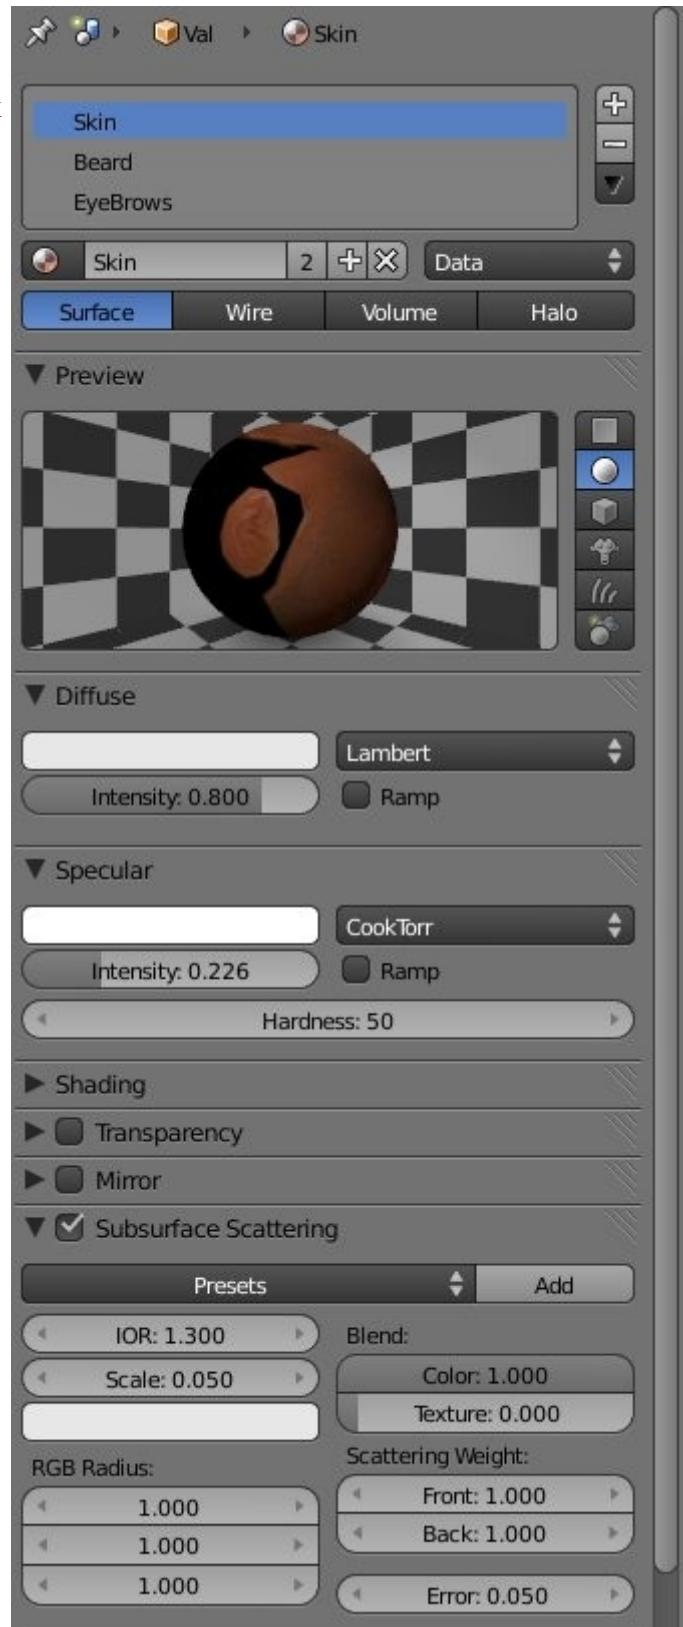 Val Skin
Skin
Beard
EyeBrows
Skin 2 Data
Surface Wire Volume Halo
Preview
Diffuse
Lambert
Intensity: 0.800 Ramp
Specular
CookTorr
Intensity: 0.226 Ramp
Hardness: 50
Shading
Transparency
Mirror
Subsurface Scattering
Presets Add
IOR: 1.300 Blend:
Scale: 0.050 Color: 1.000
Texture: 0.000
RGB Radius: Scattering Weight:
1.000 Front: 1.000
1.000 Back: 1.000
1.000 Error: 0.050